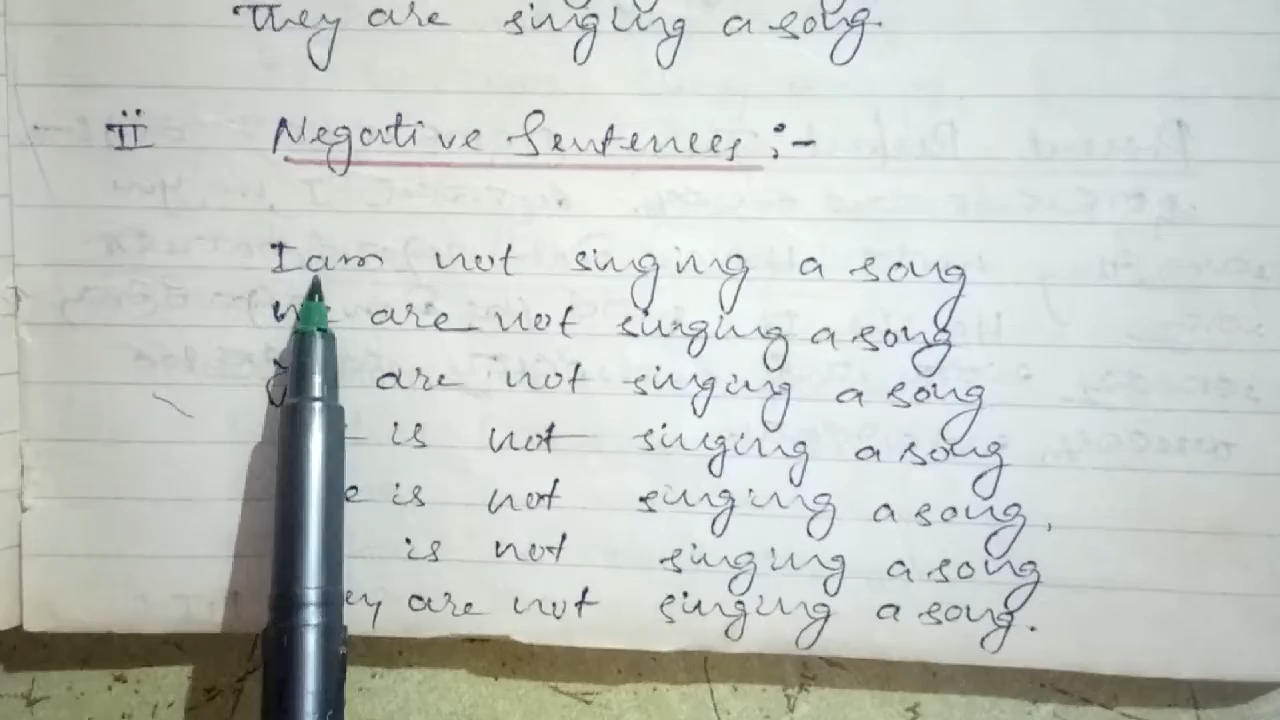 They are singing a song.
ii Negative Sentences :-
I am not singing a song
are not singing a song
are not singing a song
is not singing a song
is not singing a song,
is not singing a song
are not singing a song.